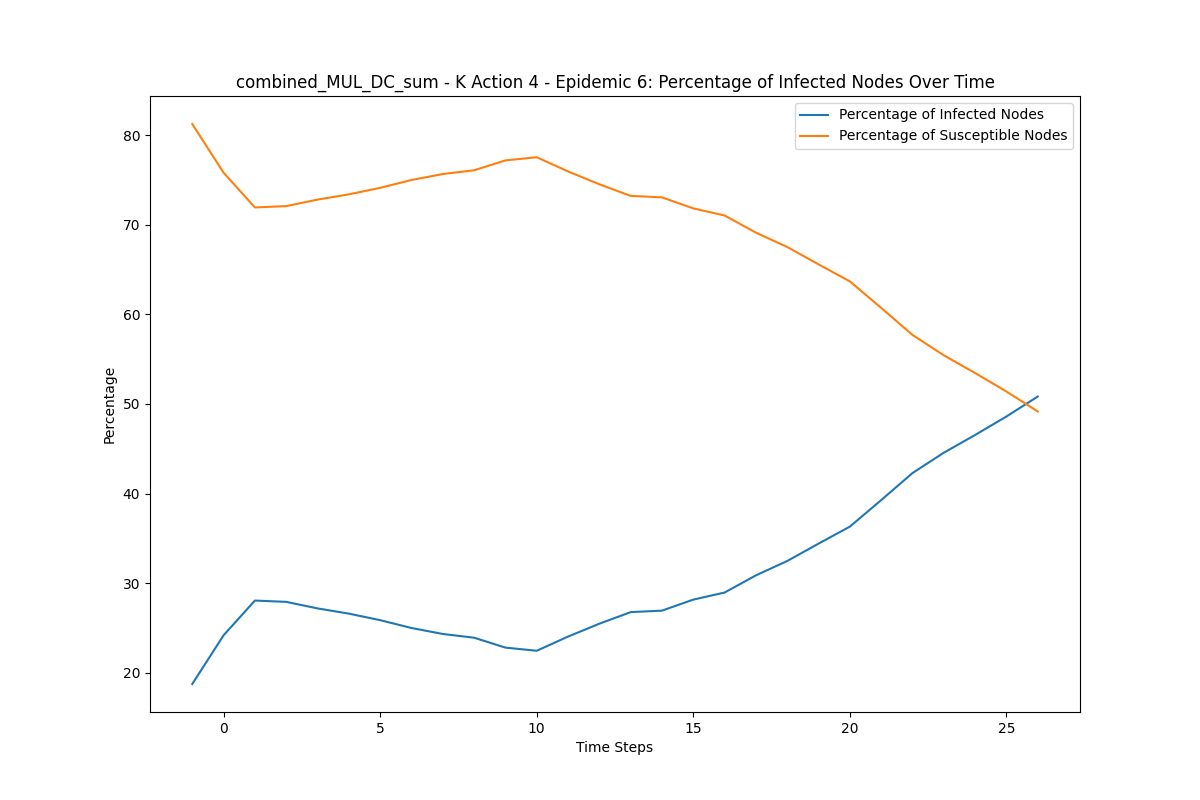 combined_MUL_DC_sum - K Action 4 - Epidemic 6: Percentage of Infected Nodes Over Time
Percentage of Infected Nodes
Percentage of Susceptible Nodes
80
70
60
50
40
30
20
Percentage
0 5 10 15 20 25
Time Steps